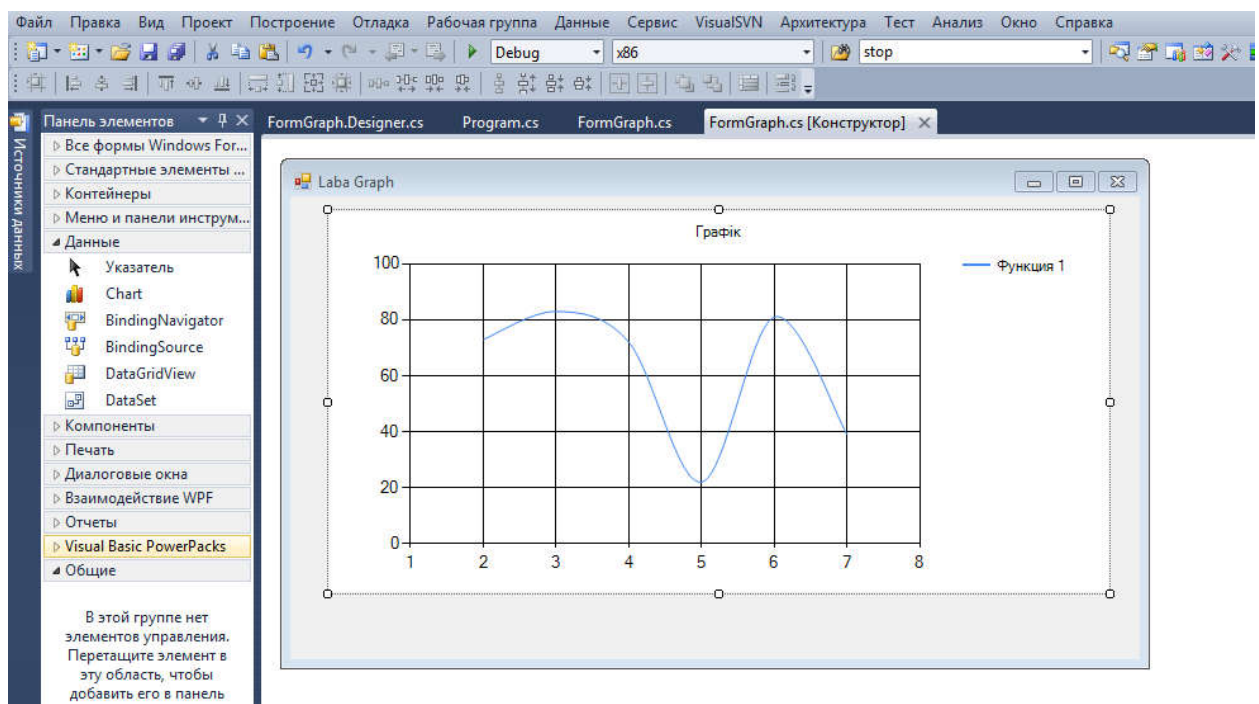 Файл Правка Вид Проект Построение Отладка Рабочая группа Данные Сервис VisualSVN Архитектура Тест Анализ Окно Справка
Debug x86 stop
Источники данных
Панель элементов
FormGraph.Designer.cs Program.cs FormGraph.cs FormGraph.cs [Конструктор]
Все формы Windows For...
Стандартные элементы ...
Контейнеры
Меню и панели инструм...
Данные
Указатель
Chart
BindingNavigator
BindingSource
DataGridView
DataSet
Компоненты
Печать
Диалоговые окна
Взаимодействие WPF
Отчеты
Visual Basic PowerPacks
Общие
В этой группе нет
элементов управления.
Перетащите элемент в
эту область, чтобы
добавить его в панель
Laba Graph
Графік
Функция 1
100
80
60
40
20
0
1 2 3 4 5 6 7 8